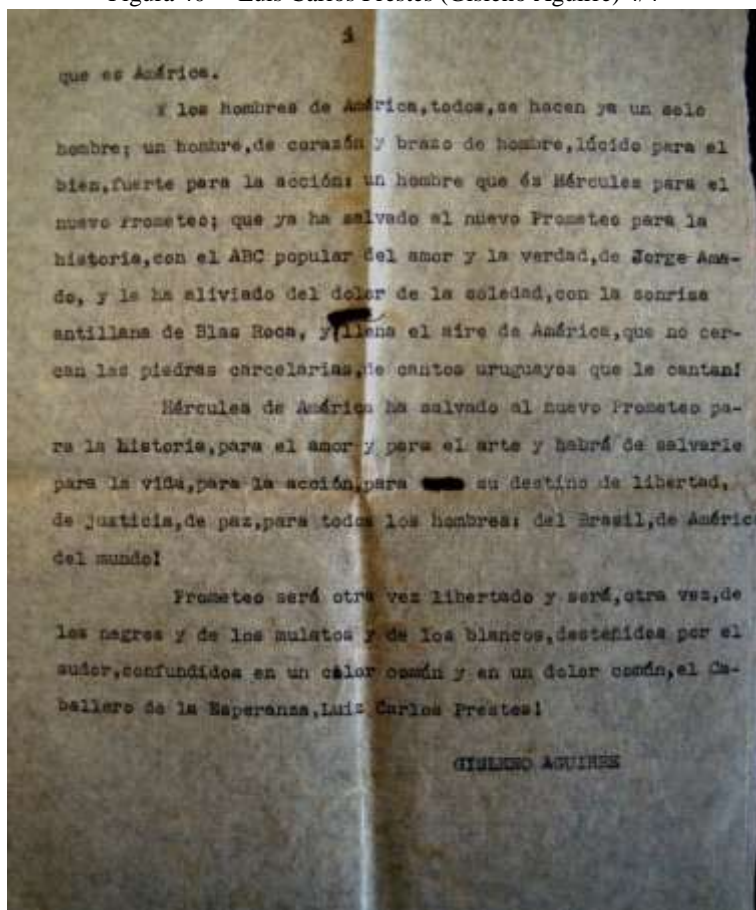 4
que es América.
Y los hombres de América,todos,se hacen ya un solo
hombre; un hombre,de corazón y brazo de hombre,lúcido para el
bien,fuerte para la acción: un hombre que és Hércules para el
nuevo Prometeo; que ya ha salvado al nuevo Prometeo para la
historia,con el ABC popular del amor y la verdad,de Jorge Ama-
do, y le ha aliviado del dolor de la soledad,con la sonrisa
antillana de Blas Roca, y llena el aire de América,que no cer-
can las piedras carcelarias,de cantos uruguayos que le cantan!
Hércules de América ha salvado al nuevo Prometeo pa-
ra la historia,para el amor y para el arte y habrá de salvarle
para la vida,para la acción,para su destino de libertad,
de justicia,de paz,para todos los hombres: del Brasil,de Améric
del mundo!
Prometeo será otra vez libertado y será,otra vez,de
los negros y de los mulatos y de los blancos,desteñidos por el
sudor,confundidos en un calor común y en un dolor común,el Ca-
ballero de la Esperanza,Luiz Carlos Prestes!
GISLENO AGUIRRE